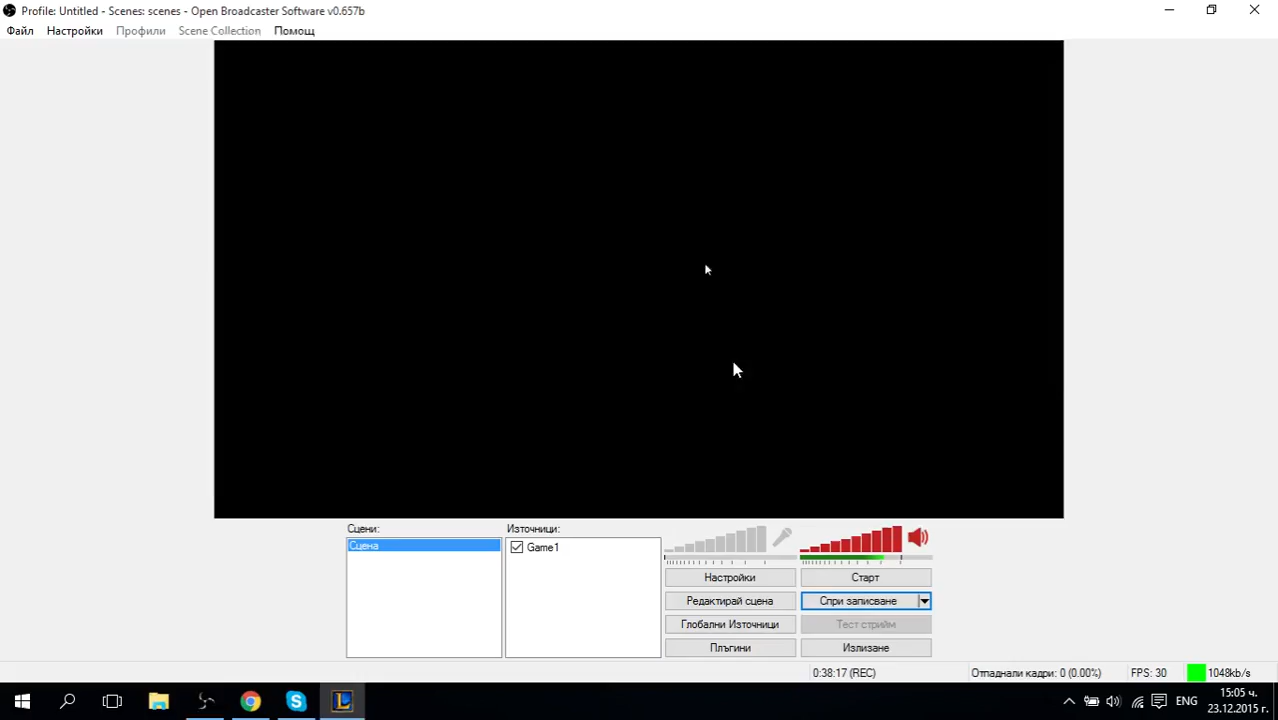 Profile: Untitled - Scenes: scenes - Open Broadcaster Software v0.657b
Файл Настройки Профили Scene Collection Помощ
Сцени: Източници:
Сцена
Game1
Настройки Старт
Редактирай сцена Спри записване
Глобални Източници Тест стрийм
Плъгини Излизане
0:38:17 (REC) Отпаднали кадри: 0 (0.00%) FPS: 30 1048kb/s
ENG 15:05 ч.
23.12.2015 г.